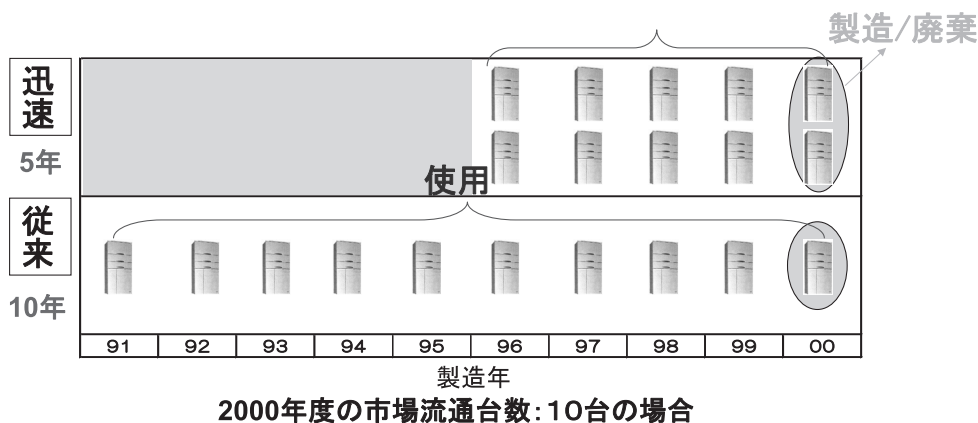 製造/廃棄
迅速
5年
使用
従来
10年
91 92 93 94 95 96 97 98 99 00
製造年
2000年度の市場流通台数：10台の場合